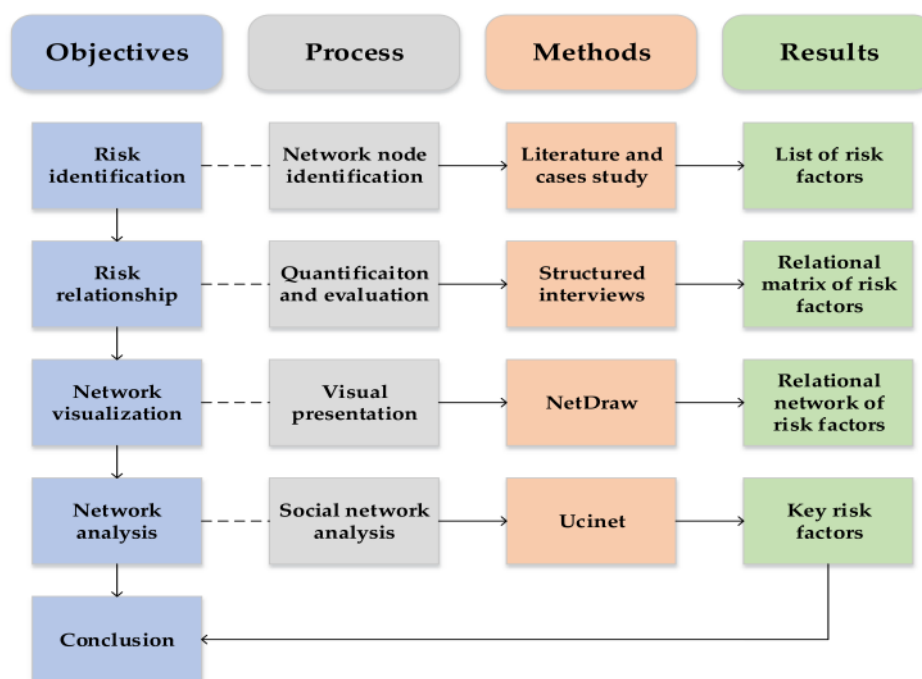 Objectives
Process
Methods
Results
Risk
identification
Network node
identification
Literature and
cases study
List of risk
factors
Risk
relationship
Quantificaiton
and evaluation
Structured
interviews
Relational
matrix of risk
factors
Network
visualization
Visual
presentation
NetDraw
Relational
network of
risk factors
Network
analysis
Social network
analysis
Ucinet
Key risk
factors
Conclusion